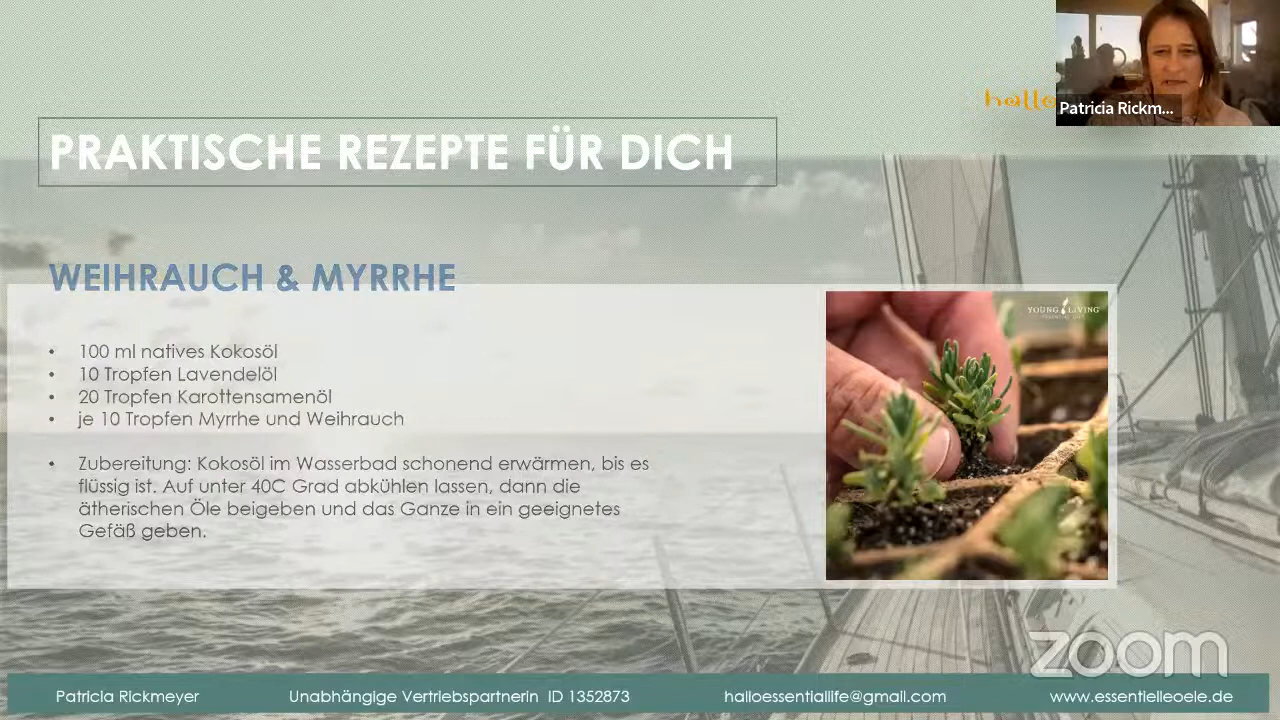 hallo
Patricia Rickm...
PRAKTISCHE REZEPTE FÜR DICH
WEIHRAUCH & MYRRHE
YOUNG LIVING
ESSENTIAL OILS
• 100 ml natives Kokosöl
• 10 Tropfen Lavendelöl
• 20 Tropfen Karottensamenöl
• je 10 Tropfen Myrrhe und Weihrauch
• Zubereitung: Kokosöl im Wasserbad schonend erwärmen, bis es
flüssig ist. Auf unter 40C Grad abkühlen lassen, dann die
ätherischen Öle beigeben und das Ganze in ein geeignetes
Gefäß geben.
zoom
Patricia Rickmeyer Unabhängige Vertriebspartnerin ID 1352873 halloessentiallife@gmail.com www.essentielleoele.de